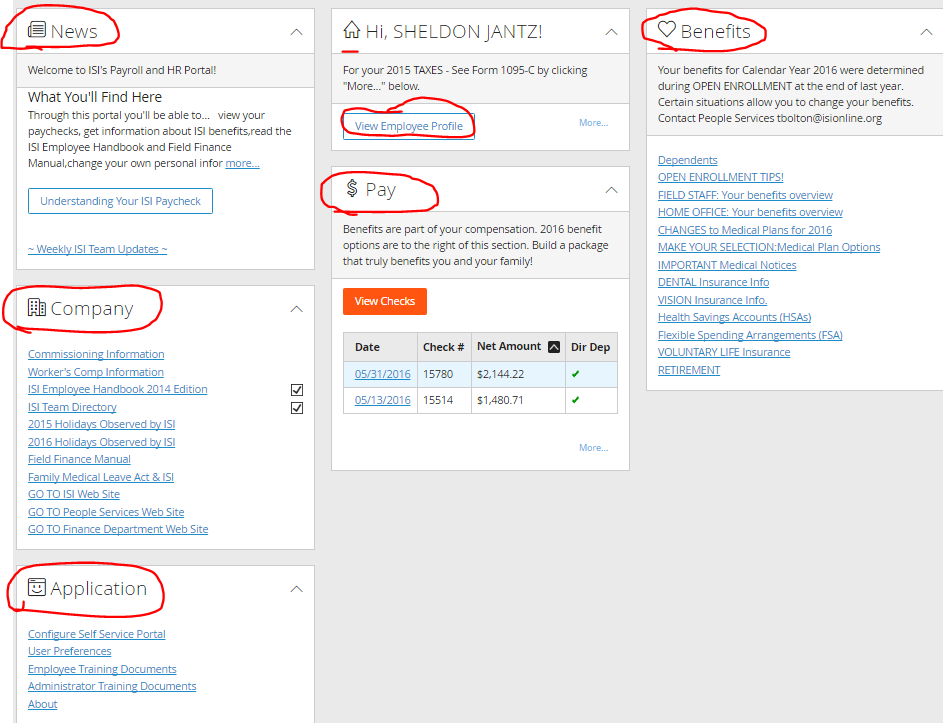 News
Welcome to ISI's Payroll and HR Portal!
What You'll Find Here
Through this portal you'll be able to... view your
paychecks, get information about ISI benefits,read the
ISI Employee Handbook and Field Finance
Manual,change your own personal infor more...
Understanding Your ISI Paycheck
~ Weekly ISI Team Updates ~
Company
Commissioning Information
Worker's Comp Information
ISI Employee Handbook 2014 Edition
ISI Team Directory
2015 Holidays Observed by ISI
2016 Holidays Observed by ISI
Field Finance Manual
Family Medical Leave Act & ISI
GO TO ISI Web Site
GO TO People Services Web Site
GO TO Finance Department Web Site
Application
Configure Self Service Portal
User Preferences
Employee Training Documents
Administrator Training Documents
About
Hi, SHELDON JANTZ!
For your 2015 TAXES - See Form 1095-C by clicking
"More..." below.
View Employee Profile
More...
$ Pay
Benefits are part of your compensation. 2016 benefit
options are to the right of this section. Build a package
that truly benefits you and your family!
View Checks
Date Check # Net Amount Dir Dep
05/31/2016 15780 $2,144.22 ✔
05/13/2016 15514 $1,480.71 ✔
More...
Benefits
Your benefits for Calendar Year 2016 were determined
during OPEN ENROLLMENT at the end of last year.
Certain situations allow you to change your benefits.
Contact People Services tbolton@isionline.org
Dependents
OPEN ENROLLMENT TIPS!
FIELD STAFF: Your benefits overview
HOME OFFICE: Your benefits overview
CHANGES to Medical Plans for 2016
MAKE YOUR SELECTION:Medical Plan Options
IMPORTANT Medical Notices
DENTAL Insurance Info
VISION Insurance Info.
Health Savings Accounts (HSAs)
Flexible Spending Arrangements (FSA)
VOLUNTARY LIFE Insurance
RETIREMENT